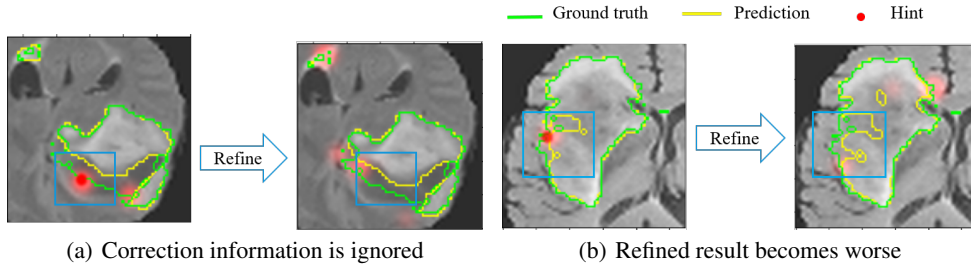 Ground truth
Prediction
Hint
Refine
Refine
(a) Correction information is ignored
(b) Refined result becomes worse